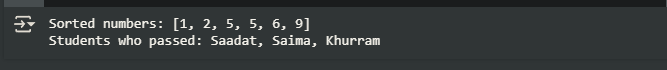 Sorted numbers: [1, 2, 5, 5, 6, 9]
Students who passed: Saadat, Saima, Khurram